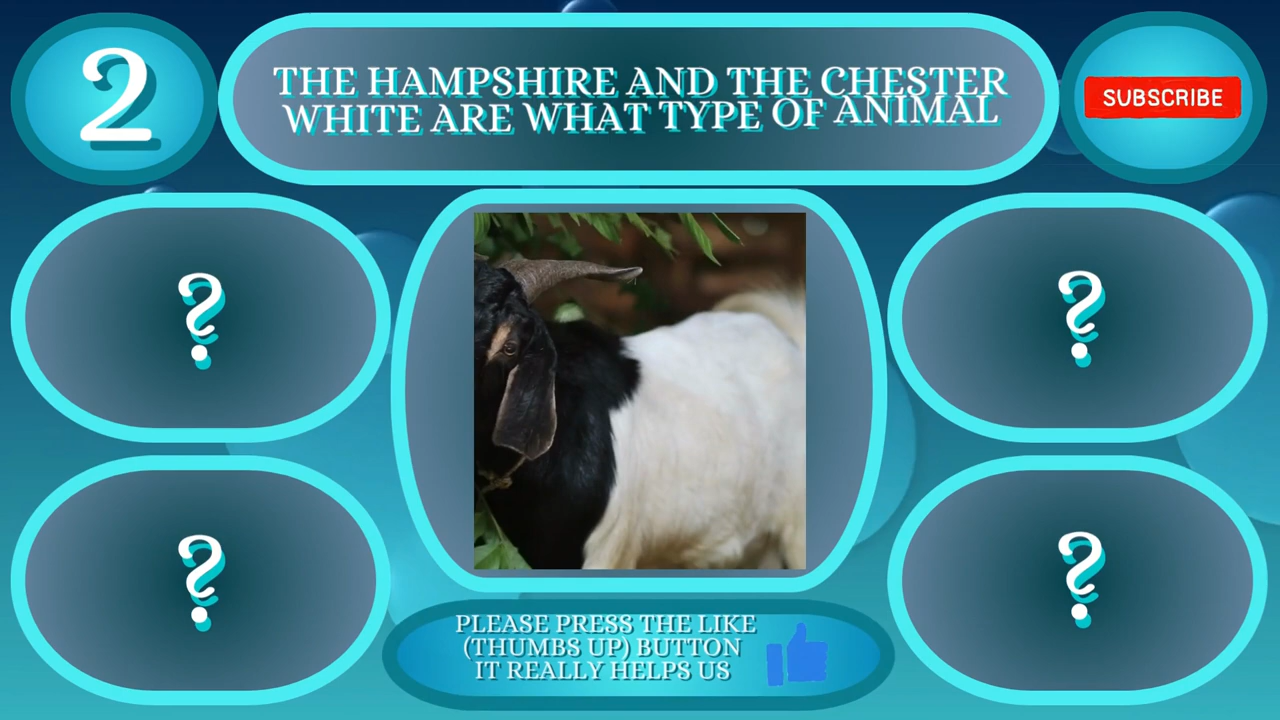 2
THE HAMPSHIRE AND THE CHESTER
WHITE ARE WHAT TYPE OF ANIMAL
SUBSCRIBE
?
?
?
?
PLEASE PRESS THE LIKE
(THUMBS UP) BUTTON
IT REALLY HELPS US